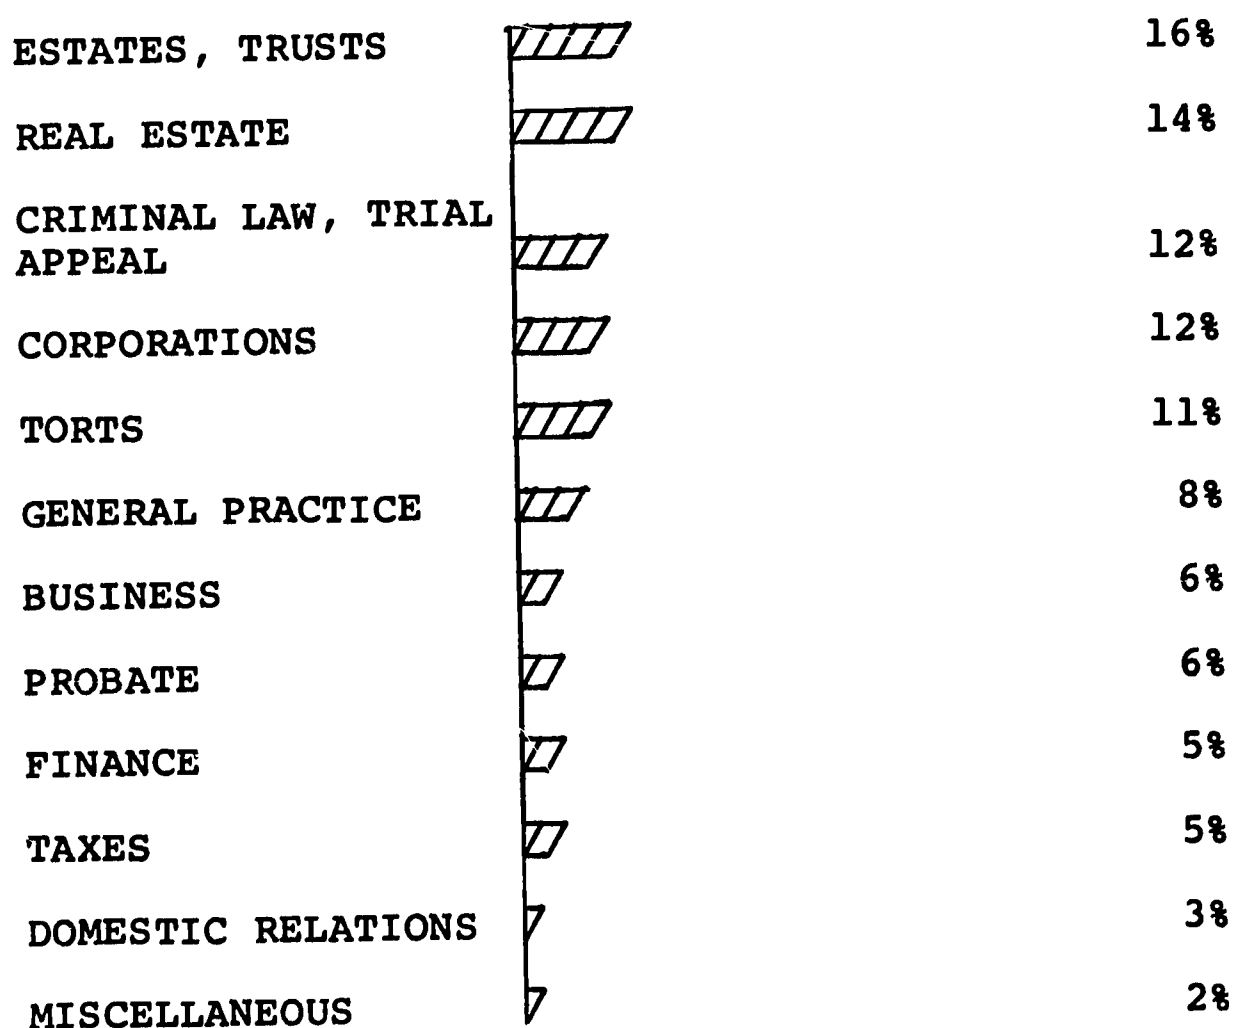 ESTATES, TRUSTS 16%
REAL ESTATE 14%
CRIMINAL LAW, TRIAL
APPEAL 12%
CORPORATIONS 12%
TORTS 11%
GENERAL PRACTICE 8%
BUSINESS 6%
PROBATE 6%
FINANCE 5%
TAXES 5%
DOMESTIC RELATIONS 3%
MISCELLANEOUS 2%